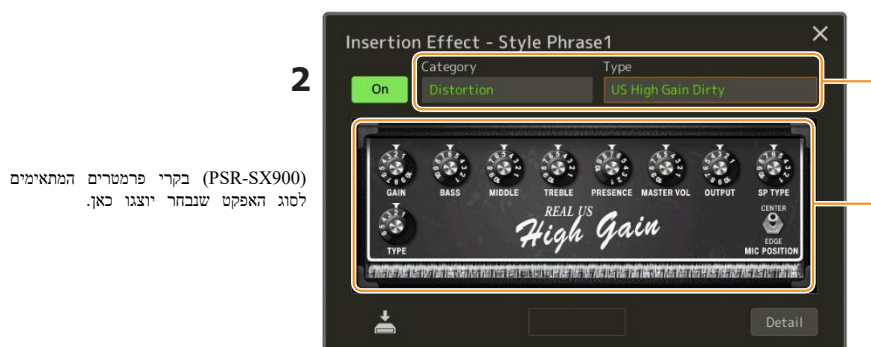 Insertion Effect - Style Phrase1
2
Category
Type
On
Distortion
US High Gain Dirty
(PSR-SX900) בקרי פרמטרים המתאימים
לסוג האפקט שנבחר יוצגו כאן.
GAIN BASS MIDDLE TREBLE PRESENCE MASTER VOL OUTPUT SP TYPE
REAL US
High Gain
CENTER
TYPE
EDGE
MIC POSITION
Detail